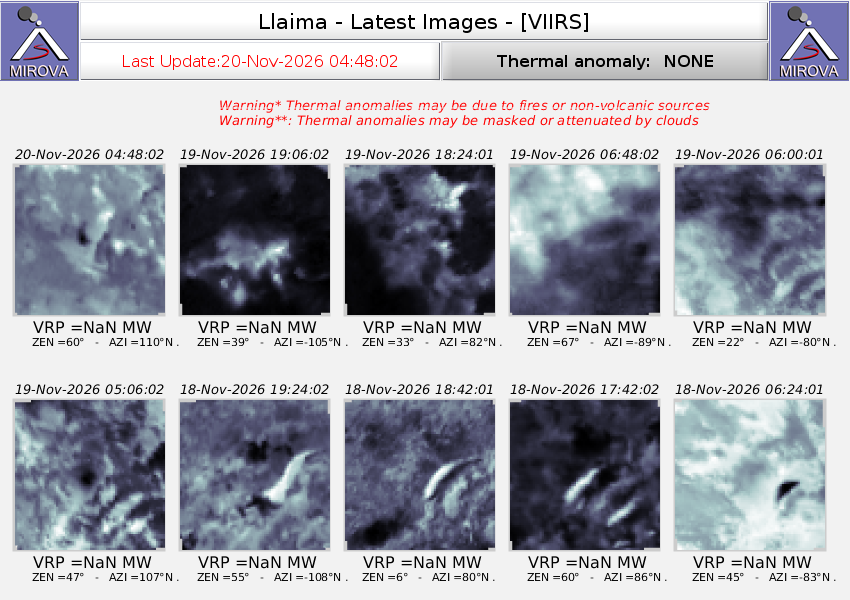 Llaima - Latest Images - [VIIRS]
MIROVA
Last Update:20-Nov-2026 04:48:02
Thermal anomaly: NONE
MIROVA
Warning* Thermal anomalies may be due to fires or non-volcanic sources
Warning**: Thermal anomalies may be masked or attenuated by clouds
20-Nov-2026 04:48:02 19-Nov-2026 19:06:02 19-Nov-2026 18:24:01 19-Nov-2026 06:48:02 19-Nov-2026 06:00:01
VRP =NaN MW VRP =NaN MW VRP =NaN MW VRP =NaN MW VRP =NaN MW
ZEN =60° - AZI =110°N . ZEN =39° - AZI =-105°N . ZEN =33° - AZI =82°N . ZEN =67° - AZI =-89°N . ZEN =22° - AZI =-80°N .
19-Nov-2026 05:06:02 18-Nov-2026 19:24:02 18-Nov-2026 18:42:01 18-Nov-2026 17:42:02 18-Nov-2026 06:24:01
VRP =NaN MW VRP =NaN MW VRP =NaN MW VRP =NaN MW VRP =NaN MW
ZEN =47° - AZI =107°N . ZEN =55° - AZI =-108°N . ZEN =6° - AZI =80°N . ZEN =60° - AZI =86°N . ZEN =45° - AZI =-83°N .